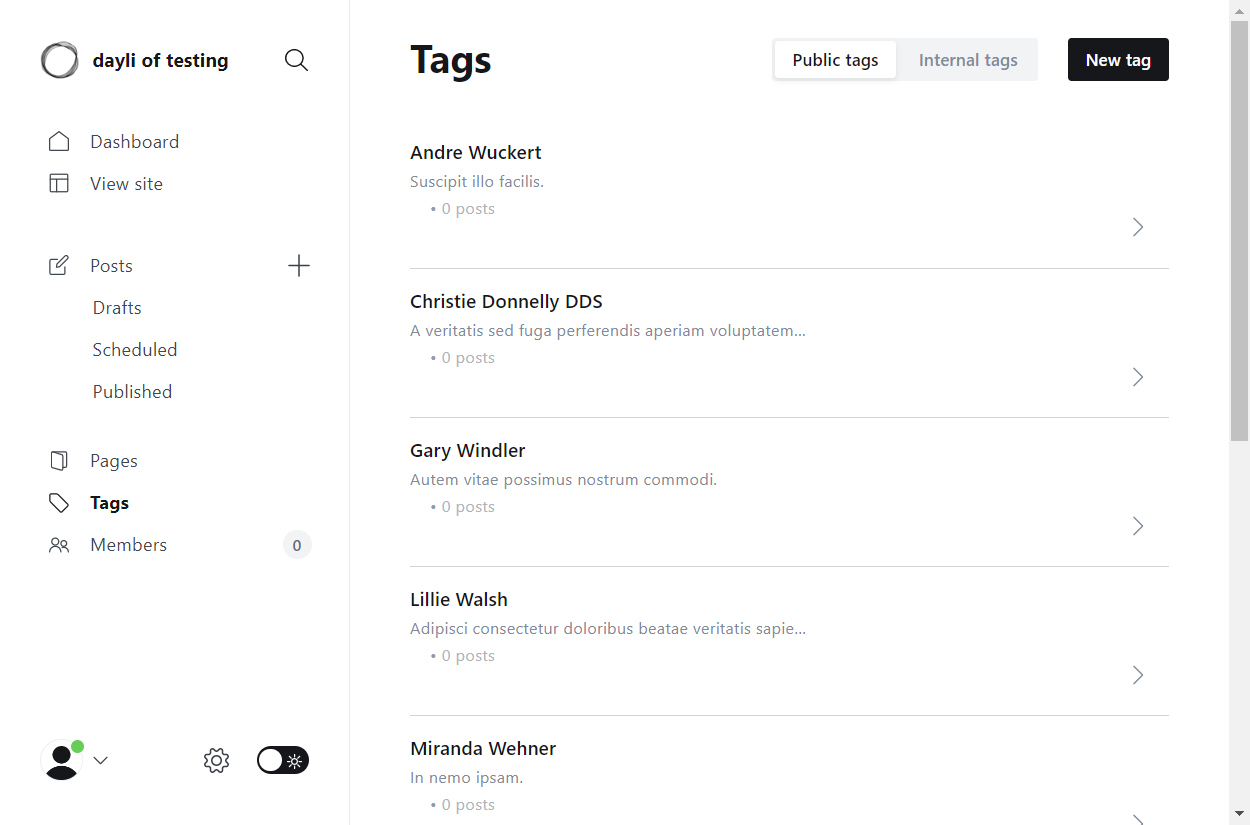 dayli of testing
Dashboard
View site
Posts
Drafts
Scheduled
Published
Pages
Tags
Members
0
Tags
Public tags
Internal tags
New tag
Andre Wuckert
Suscipit illo facilis.
• 0 posts
Christie Donnelly DDS
A veritatis sed fuga perferendis aperiam voluptatem...
• 0 posts
Gary Windler
Autem vitae possimus nostrum commodi.
• 0 posts
Lillie Walsh
Adipisci consectetur doloribus beatae veritatis sapie...
• 0 posts
Miranda Wehner
In nemo ipsam.
• 0 posts